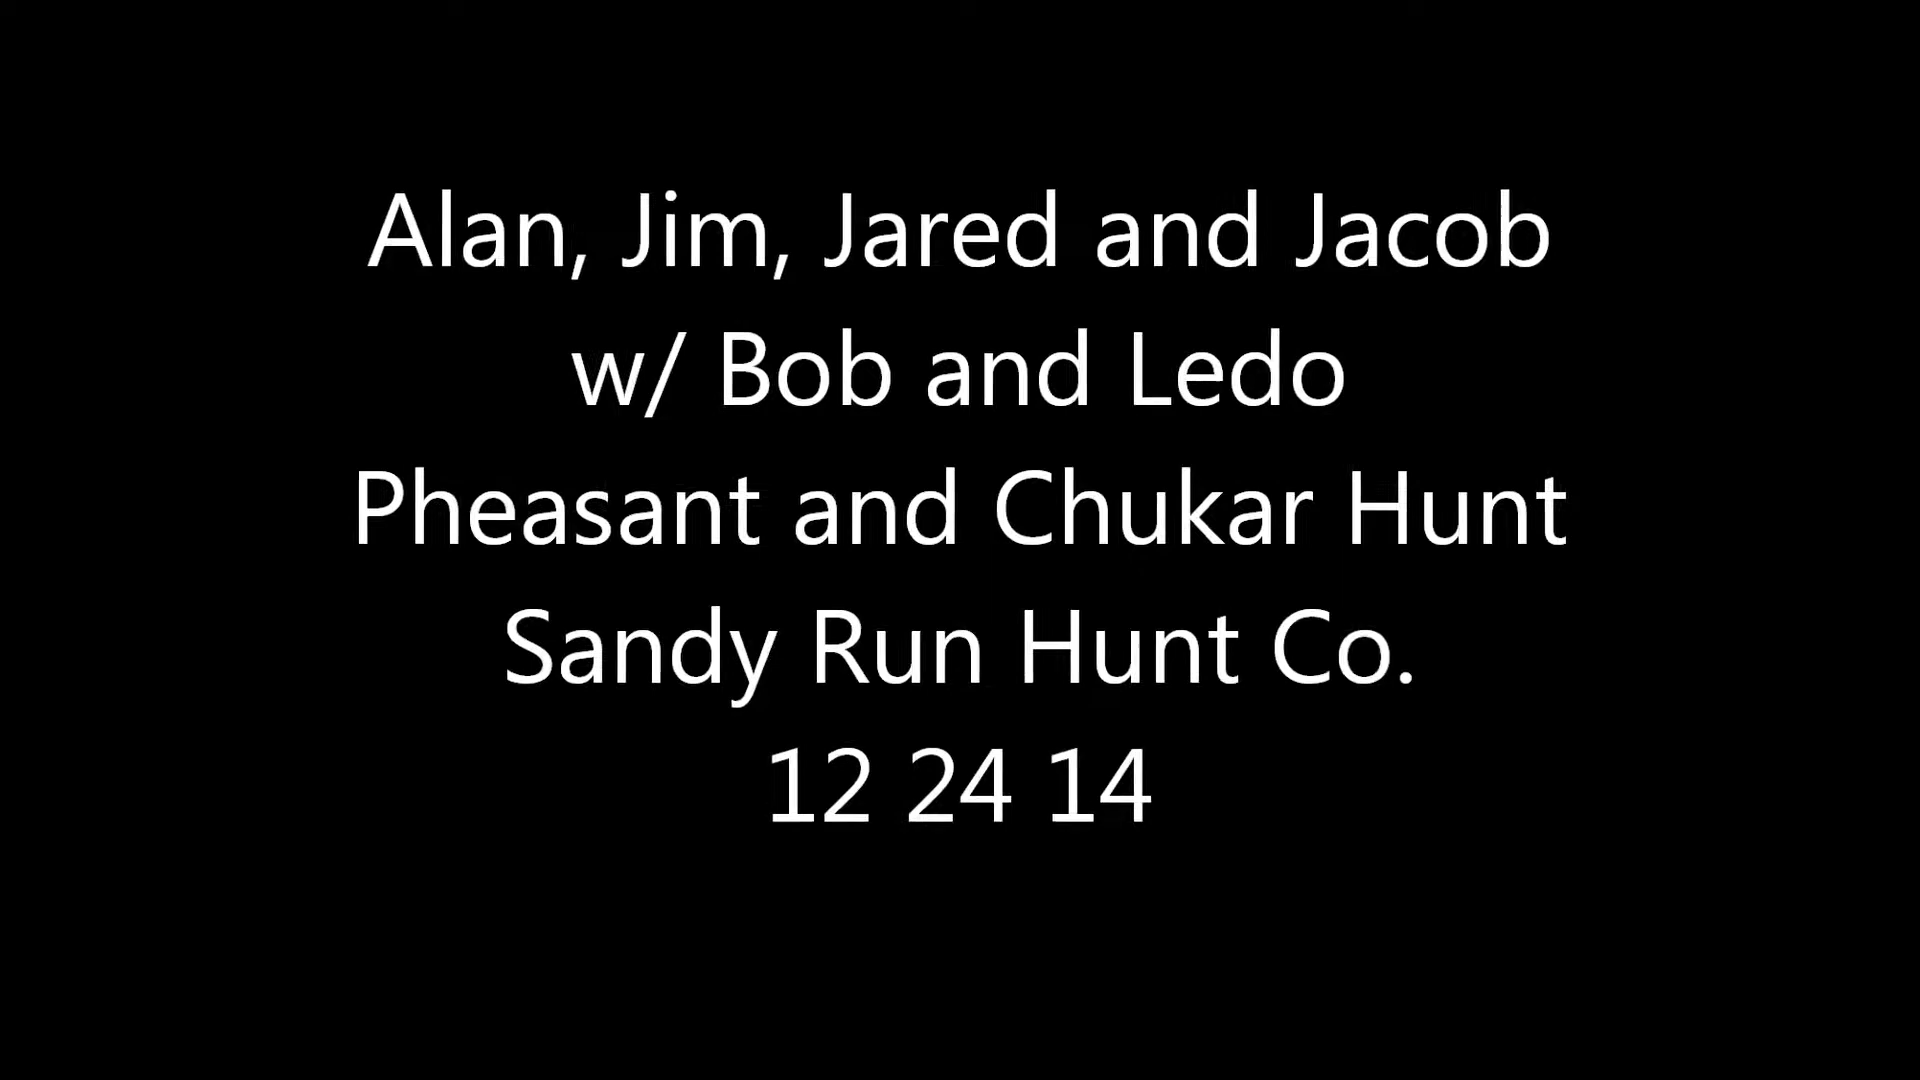 Alan, Jim, Jared and Jacob
w/ Bob and Ledo
Pheasant and Chukar Hunt
Sandy Run Hunt Co.
12 24 14